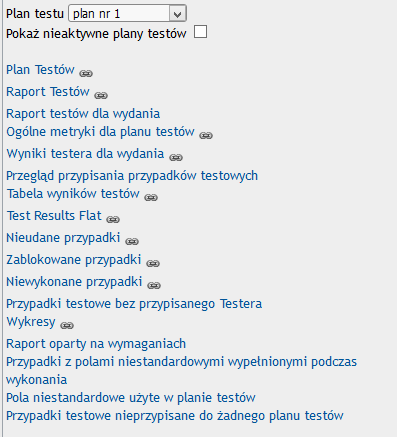 Plan testu plan nr 1
Pokaż nieaktywne plany testów
Plan Testów
Raport Testów
Raport testów dla wydania
Ogólne metryki dla planu testów
Wyniki testera dla wydania
Przegląd przypisania przypadków testowych
Tabela wyników testów
Test Results Flat
Nieudane przypadki
Zablokowane przypadki
Niewykonane przypadki
Przypadki testowe bez przypisanego Testera
Wykresy
Raport oparty na wymaganiach
Przypadki z polami niestandardowymi wypełnionymi podczas
wykonania
Pola niestandardowe użyte w planie testów
Przypadki testowe nieprzypisane do żadnego planu testów